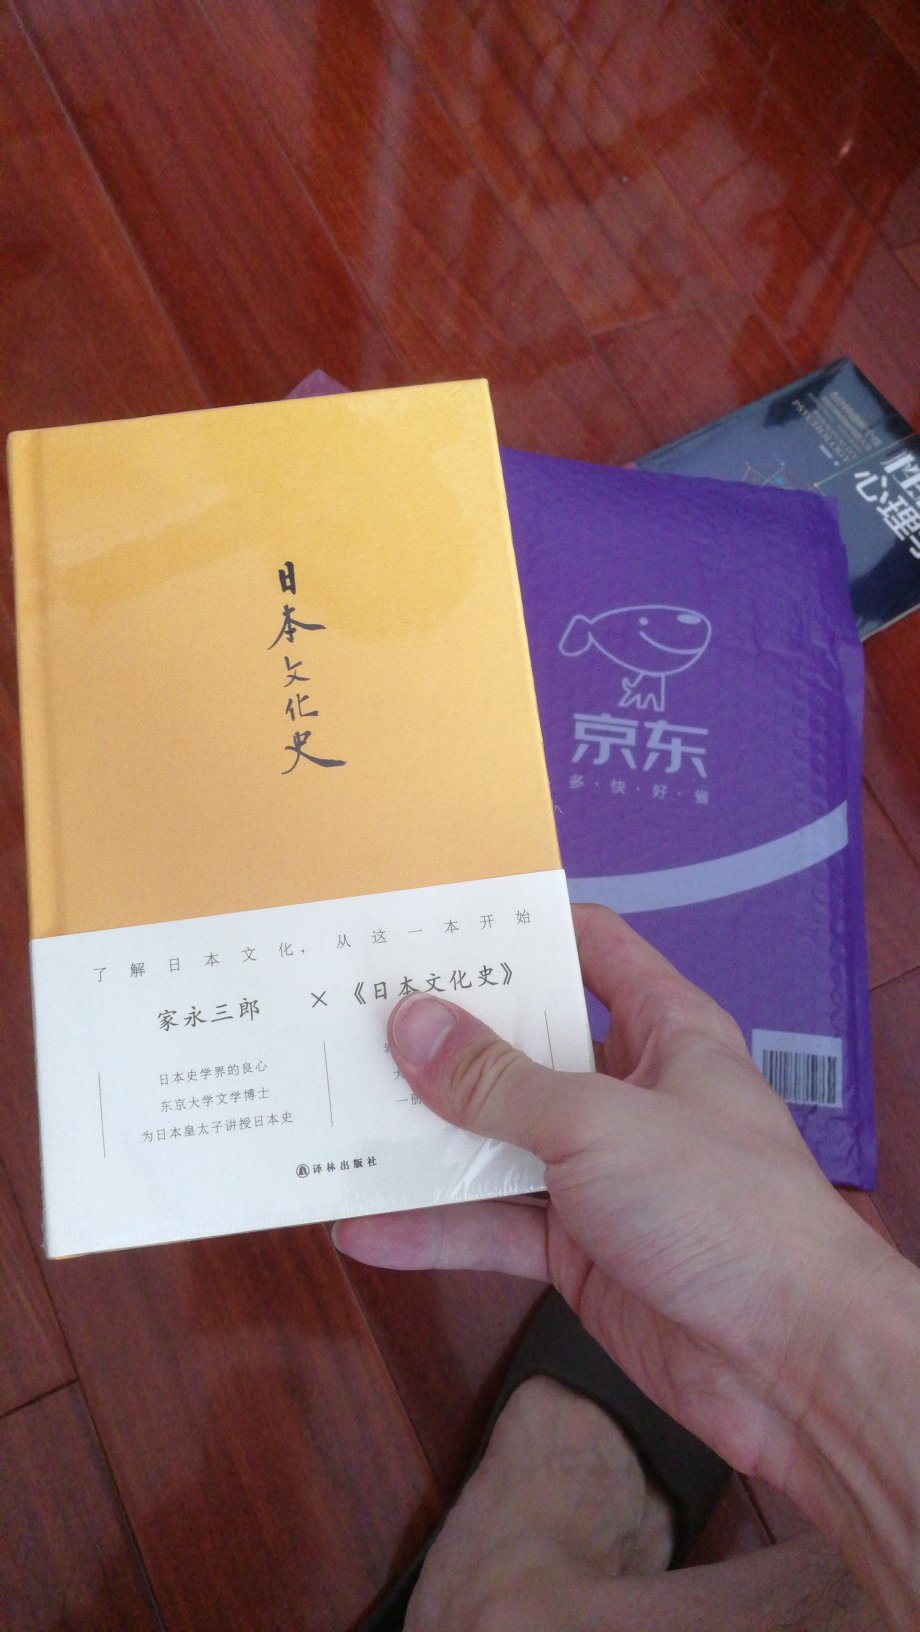 日本文化史
了解日本文化，从这一本开始
家永三郎 × 《日本文化史》
日本史学界的良心
东京大学文学博士
为日本皇太子讲授日本史
一册
译林出版社
京东
多·快·好·省
心理学